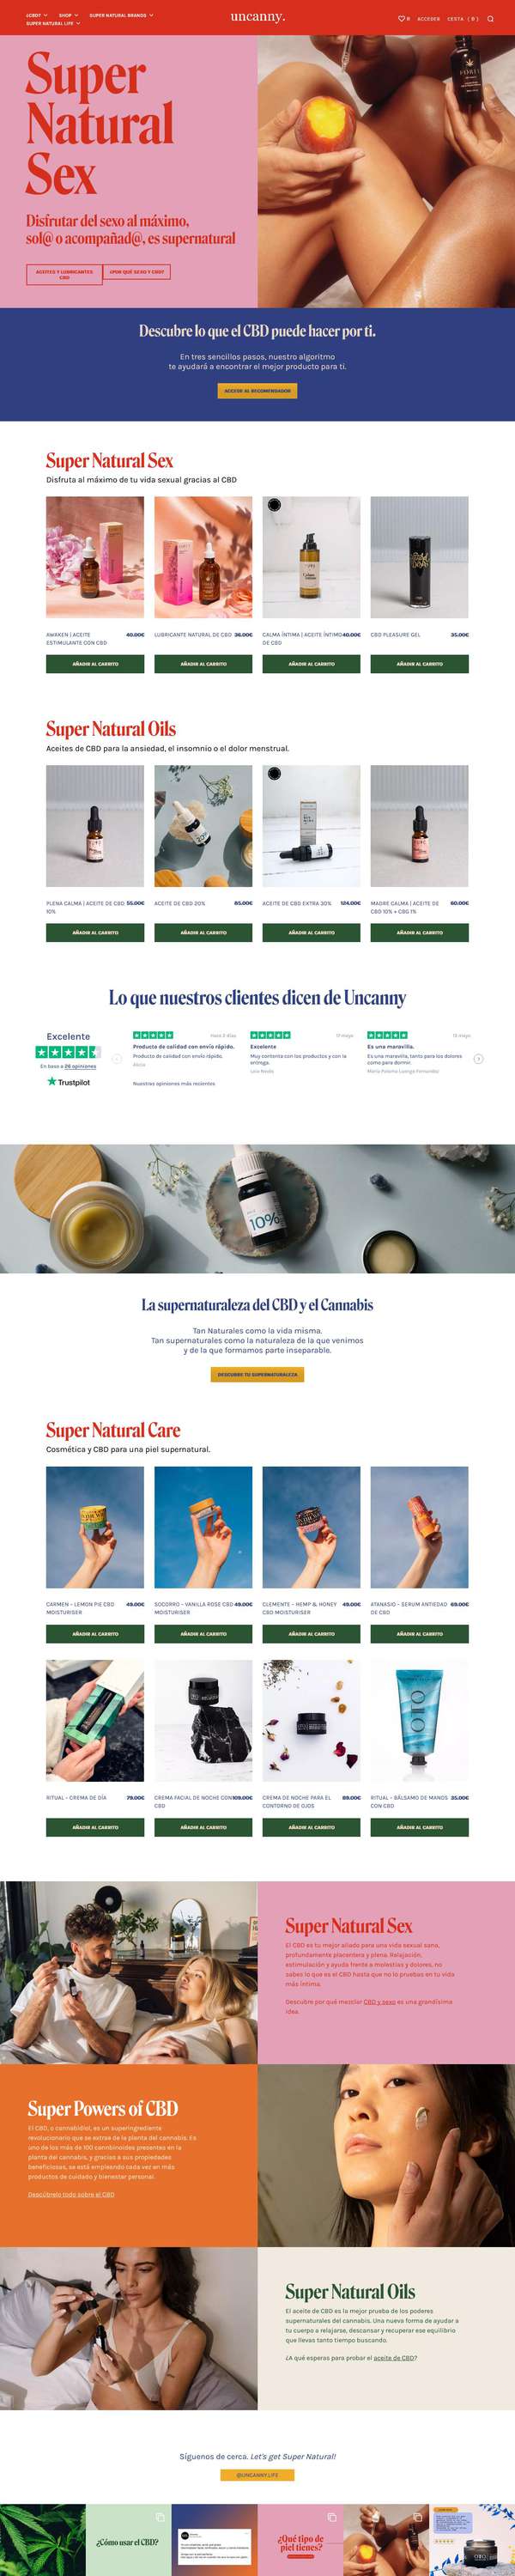 ¿CBD?
SHOP
SUPER NATURAL BRANDS
SUPER NATURAL LIFE
uncanny.
0
ACCEDER
CESTA ( 0 )
Super
Natural
Sex
Disfrutar del sexo al máximo,
sol@ o acompañad@, es supernatural
ACEITES Y LUBRICANTES
CBD
¿POR QUÉ SEXO Y CBD?
Descubre lo que el CBD puede hacer por ti.
En tres sencillos pasos, nuestro algoritmo
te ayudará a encontrar el mejor producto para ti.
ACCEDE AL RECOMENDADOR
Super Natural Sex
Disfruta al máximo de tu vida sexual gracias al CBD
AWAKEN | ACEITE 49.00€
ESTIMULANTE CON CBD
LUBRICANTE NATURAL DE CBD 36.00€
CALMA ÍNTIMA | ACEITE ÍNTIMO 40.00€
DE CBD
CBD PLEASURE GEL 35.00€
AÑADIR AL CARRITO
AÑADIR AL CARRITO
AÑADIR AL CARRITO
AÑADIR AL CARRITO
Super Natural Oils
Aceites de CBD para la ansiedad, el insomnio o el dolor menstrual.
PLENA CALMA | ACEITE DE CBD 55.00€
10%
ACEITE DE CBD 20% 85.00€
ACEITE DE CBD EXTRA 30% 124.00€
MADRE CALMA | ACEITE DE 60.00€
CBD 10% + CBG 1%
AÑADIR AL CARRITO
AÑADIR AL CARRITO
AÑADIR AL CARRITO
AÑADIR AL CARRITO
Lo que nuestros clientes dicen de Uncanny
Excelente
En base a 26 opiniones
Trustpilot
hace 2 días
Producto de calidad con envío rápido.
Producto de calidad con envío rápido.
Alicia
17 mayo
Excelente
Muy contenta con los productos y con la
entrega.
13 mayo
Es una maravilla.
Es una maravilla, tanto para los dolores
como para dormir.
Nuestras opiniones más recientes
10%
La supernaturaleza del CBD y el Cannabis
Tan Naturales como la vida misma.
Tan supernaturales como la naturaleza de la que venimos
y de la que formamos parte inseparable.
DESCUBRE TU SUPERNATURALEZA
Super Natural Care
Cosmética y CBD para una piel supernatural.
CARMEN – LEMON PIE CBD 49.00€
MOISTURISER
SOCORRO – VANILLA ROSE CBD 49.00€
MOISTURISER
CLEMENTE – HEMP & HONEY 49.00€
CBD MOISTURISER
ATANASIO – SERUM ANTIEDAD 69.00€
DE CBD
AÑADIR AL CARRITO
AÑADIR AL CARRITO
AÑADIR AL CARRITO
AÑADIR AL CARRITO
OTO
RITUAL – CREMA DE DÍA 79.00€
CREMA FACIAL DE NOCHE CON 109.00€
CBD
CREMA DE NOCHE PARA EL 89.00€
CONTORNO DE OJOS
RITUAL – BÁLSAMO DE MANOS 35.00€
CON CBD
AÑADIR AL CARRITO
AÑADIR AL CARRITO
AÑADIR AL CARRITO
AÑADIR AL CARRITO
Super Natural Sex
El CBD es tu mejor aliado para una vida sexual sana,
profundamente placentera y plena. Relajación,
estimulación y ayuda frente a molestias y dolores, no
sabes lo que es el CBD hasta que no lo pruebas en tu vida
más íntima.
Descubre por qué mezclar CBD y sexo es una grandísima
idea.
Super Powers of CBD
El CBD, o cannabidiol, es un superingrediente
revolucionario que se extrae de la planta del cannabis. Es
uno de los más de 100 cannabinoides presentes en la
planta del cannabis, y gracias a sus propiedades
beneficiosas, se está empleando cada vez en más
productos de cuidado y bienestar personal.
Descúbrelo todo sobre el CBD
Super Natural Oils
El aceite de CBD es la mejor prueba de los poderes
supernaturales del cannabis. Una nueva forma de ayudar a
tu cuerpo a relajarse, descansar y recuperar ese equilibrio
que llevas tanto tiempo buscando.
¿A qué esperas para probar el aceite de CBD?
Síguenos de cerca. Let's get Super Natural!
@UNCANNY.LIFE
¿Cómo usar el CBD?
¿Qué tipo de
piel tienes?